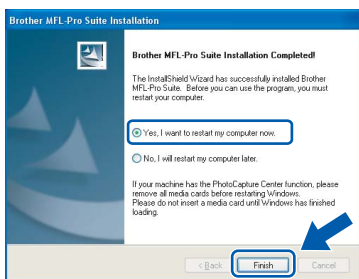 Brother MFL-Pro Suite Installation
Brother MFL-Pro Suite Installation Completed!
The InstallShield Wizard has successfully installed Brother
MFL-Pro Suite. Before you can use the program, you must
restart your computer.
Yes, I want to restart my computer now.
No, I will restart my computer later.
If your machine has the PhotoCapture Center function, please
remove all media cards before restarting Windows.
Please do not insert a media card until Windows has finished
loading.
< Back Finish Cancel